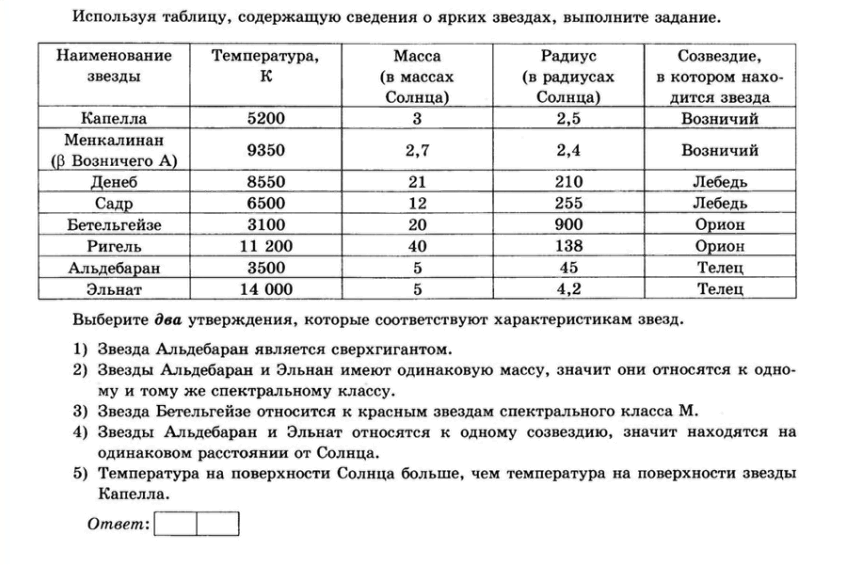 Используя таблицу, содержащую сведения о ярких звездах, выполните задание.
Наименование звезды | Температура, К | Масса (в массах Солнца) | Радиус (в радиусах Солнца) | Созвездие, в котором находится звезда
Капелла | 5200 | 3 | 2,5 | Возничий
Менкалинан (β Возничего А) | 9350 | 2,7 | 2,4 | Возничий
Денеб | 8550 | 21 | 210 | Лебедь
Садр | 6500 | 12 | 255 | Лебедь
Бетельгейзе | 3100 | 20 | 900 | Орион
Ригель | 11 200 | 40 | 138 | Орион
Альдебаран | 3500 | 5 | 45 | Телец
Эльнат | 14 000 | 5 | 4,2 | Телец
Выберите два утверждения, которые соответствуют характеристикам звезд.
1) Звезда Альдебаран является сверхгигантом.
2) Звезды Альдебаран и Эльнан имеют одинаковую массу, значит они относятся к одно-
му и тому же спектральному классу.
3) Звезда Бетельгейзе относится к красным звездам спектрального класса М.
4) Звезды Альдебаран и Эльнат относятся к одному созвездию, значит находятся на
одинаковом расстоянии от Солнца.
5) Температура на поверхности Солнца больше, чем температура на поверхности звезды
Капелла.
Ответ: